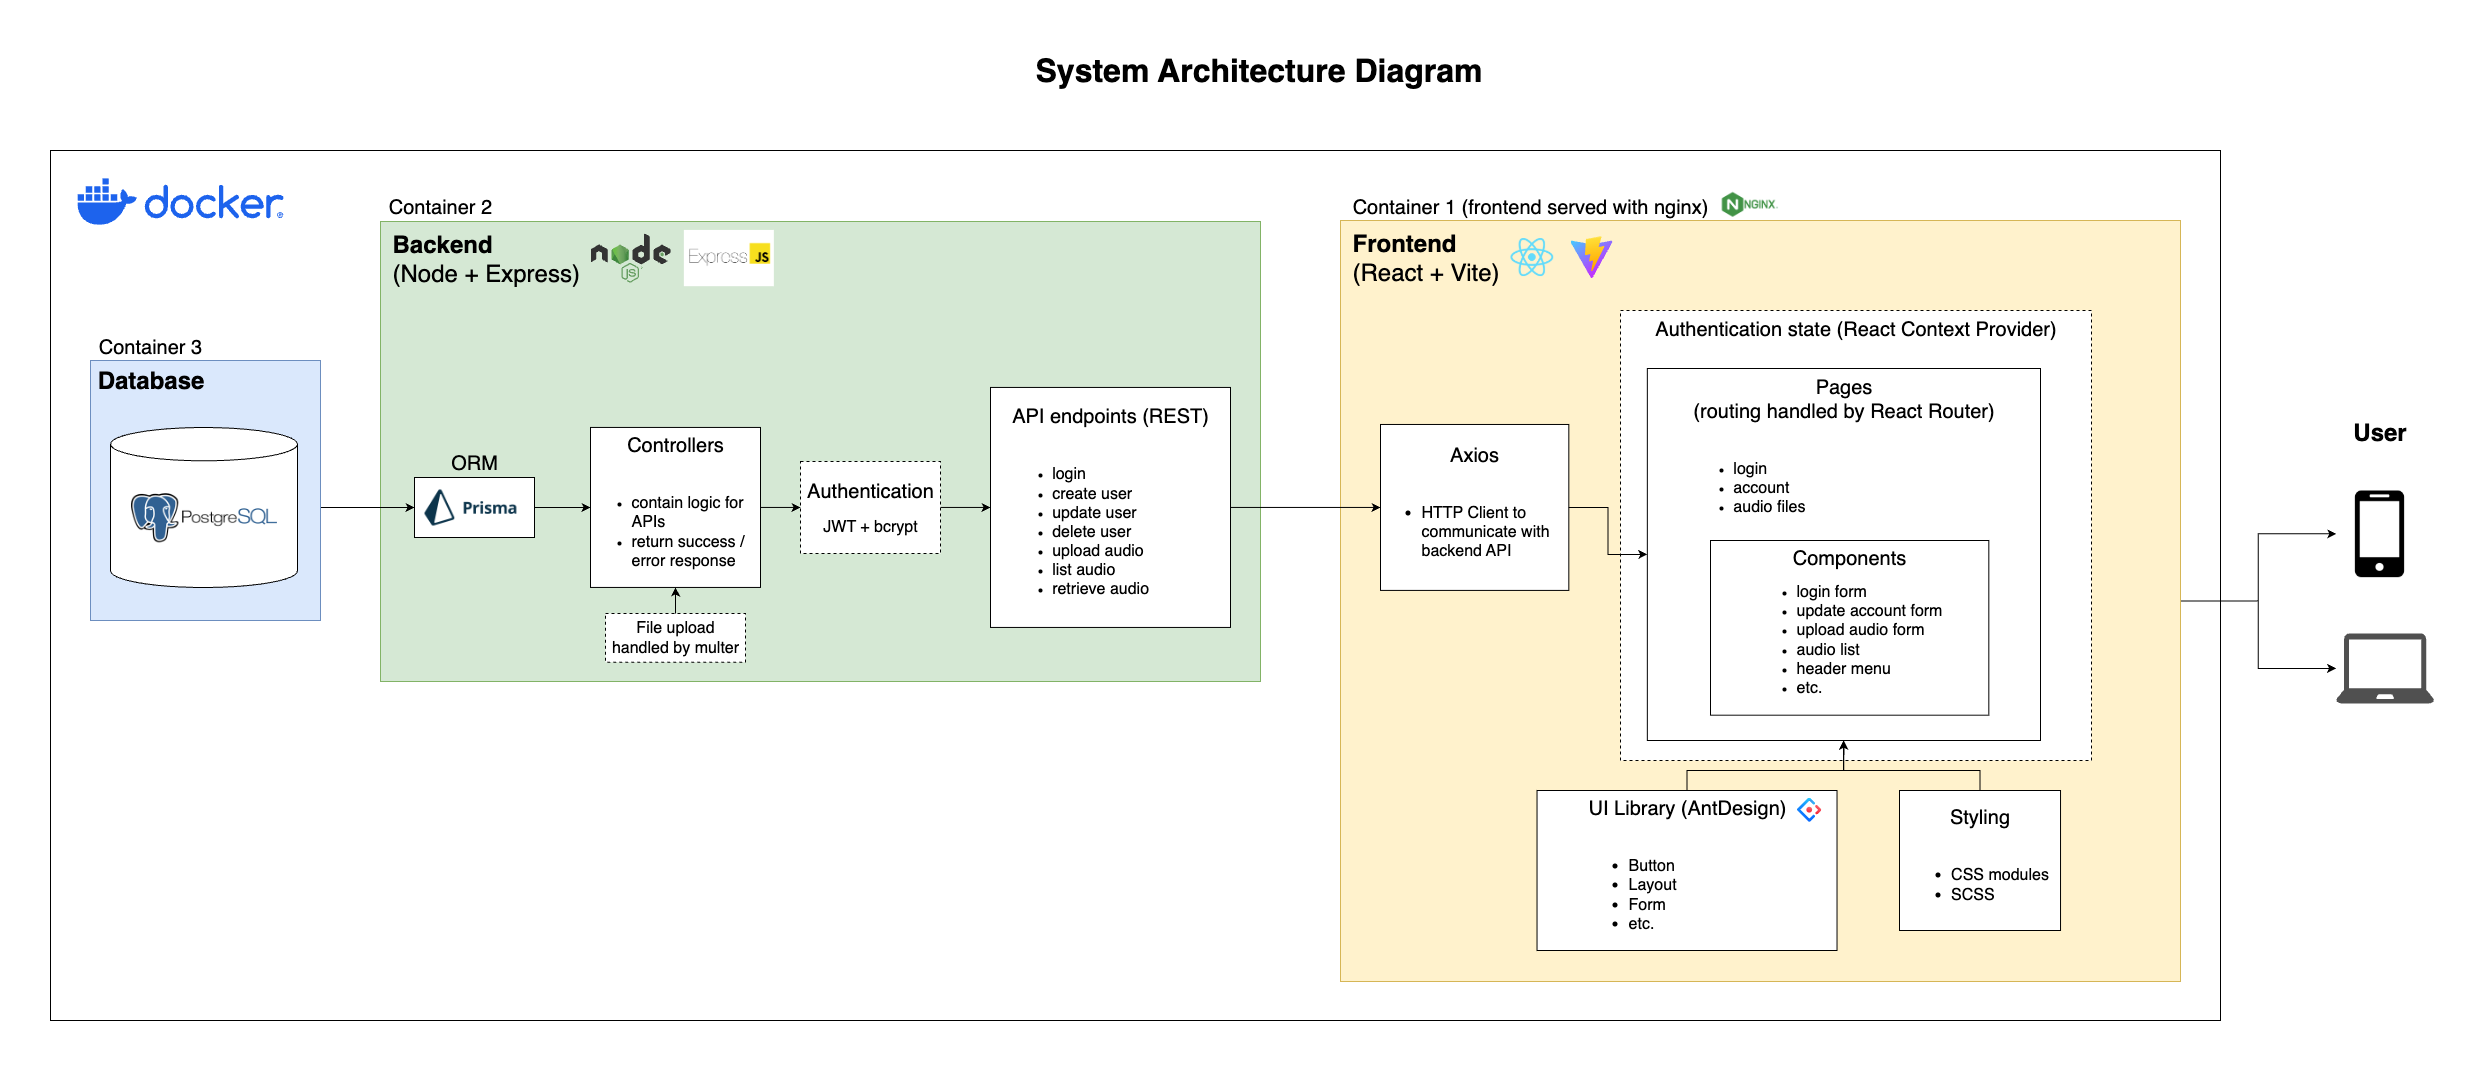 System Architecture Diagram
docker
Container 3
Database
PostgreSQL
Container 2
Backend
(Node + Express)
node
JS
Express JS
ORM
Prisma
Controllers
• contain logic for
APIs
• return success /
error response
File upload
handled by multer
Authentication
JWT + bcrypt
API endpoints (REST)
• login
• create user
• update user
• delete user
• upload audio
• list audio
• retrieve audio
Container 1 (frontend served with nginx)
N NGINX
Frontend
(React + Vite)
Axios
• HTTP Client to
communicate with
backend API
Authentication state (React Context Provider)
Pages
(routing handled by React Router)
• login
• account
• audio files
Components
• login form
• update account form
• upload audio form
• audio list
• header menu
• etc.
UI Library (AntDesign)
• Button
• Layout
• Form
• etc.
Styling
• CSS modules
• SCSS
User